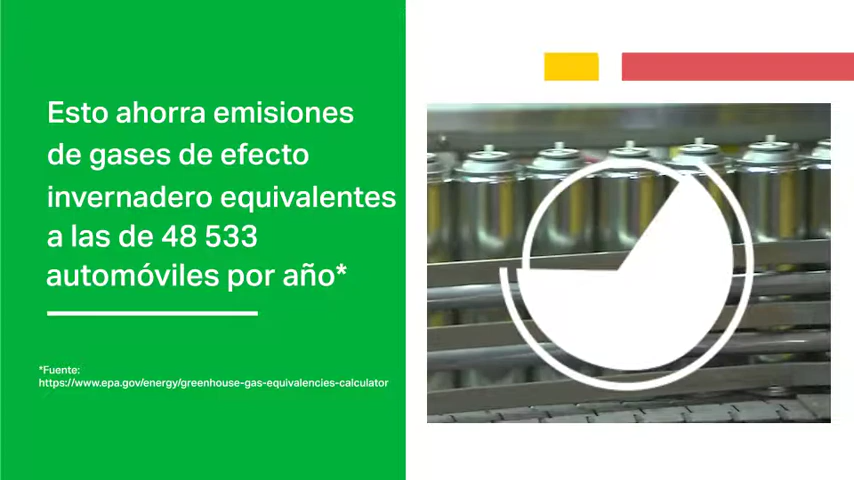 Esto ahorra emisiones
de gases de efecto
invernadero equivalentes
a las de 48 533
automóviles por año*
*Fuente:
https://www.epa.gov/energy/greenhouse-gas-equivalencies-calculator